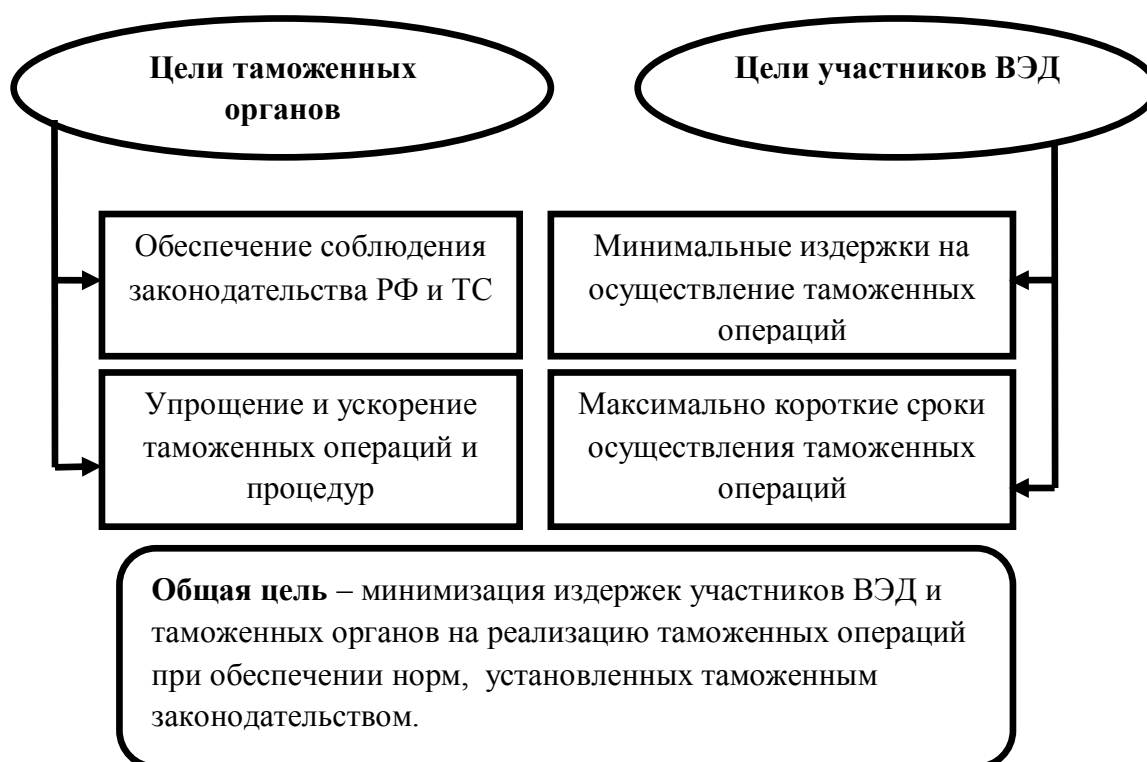 Цели таможенных
органов
Цели участников ВЭД
Обеспечение соблюдения
законодательства РФ и ТС
Минимальные издержки на
осуществление таможенных
операций
Упрощение и ускорение
таможенных операций и
процедур
Максимально короткие сроки
осуществления таможенных
операций
Общая цель – минимизация издержек участников ВЭД и
таможенных органов на реализацию таможенных операций
при обеспечении норм, установленных таможенным
законодательством.